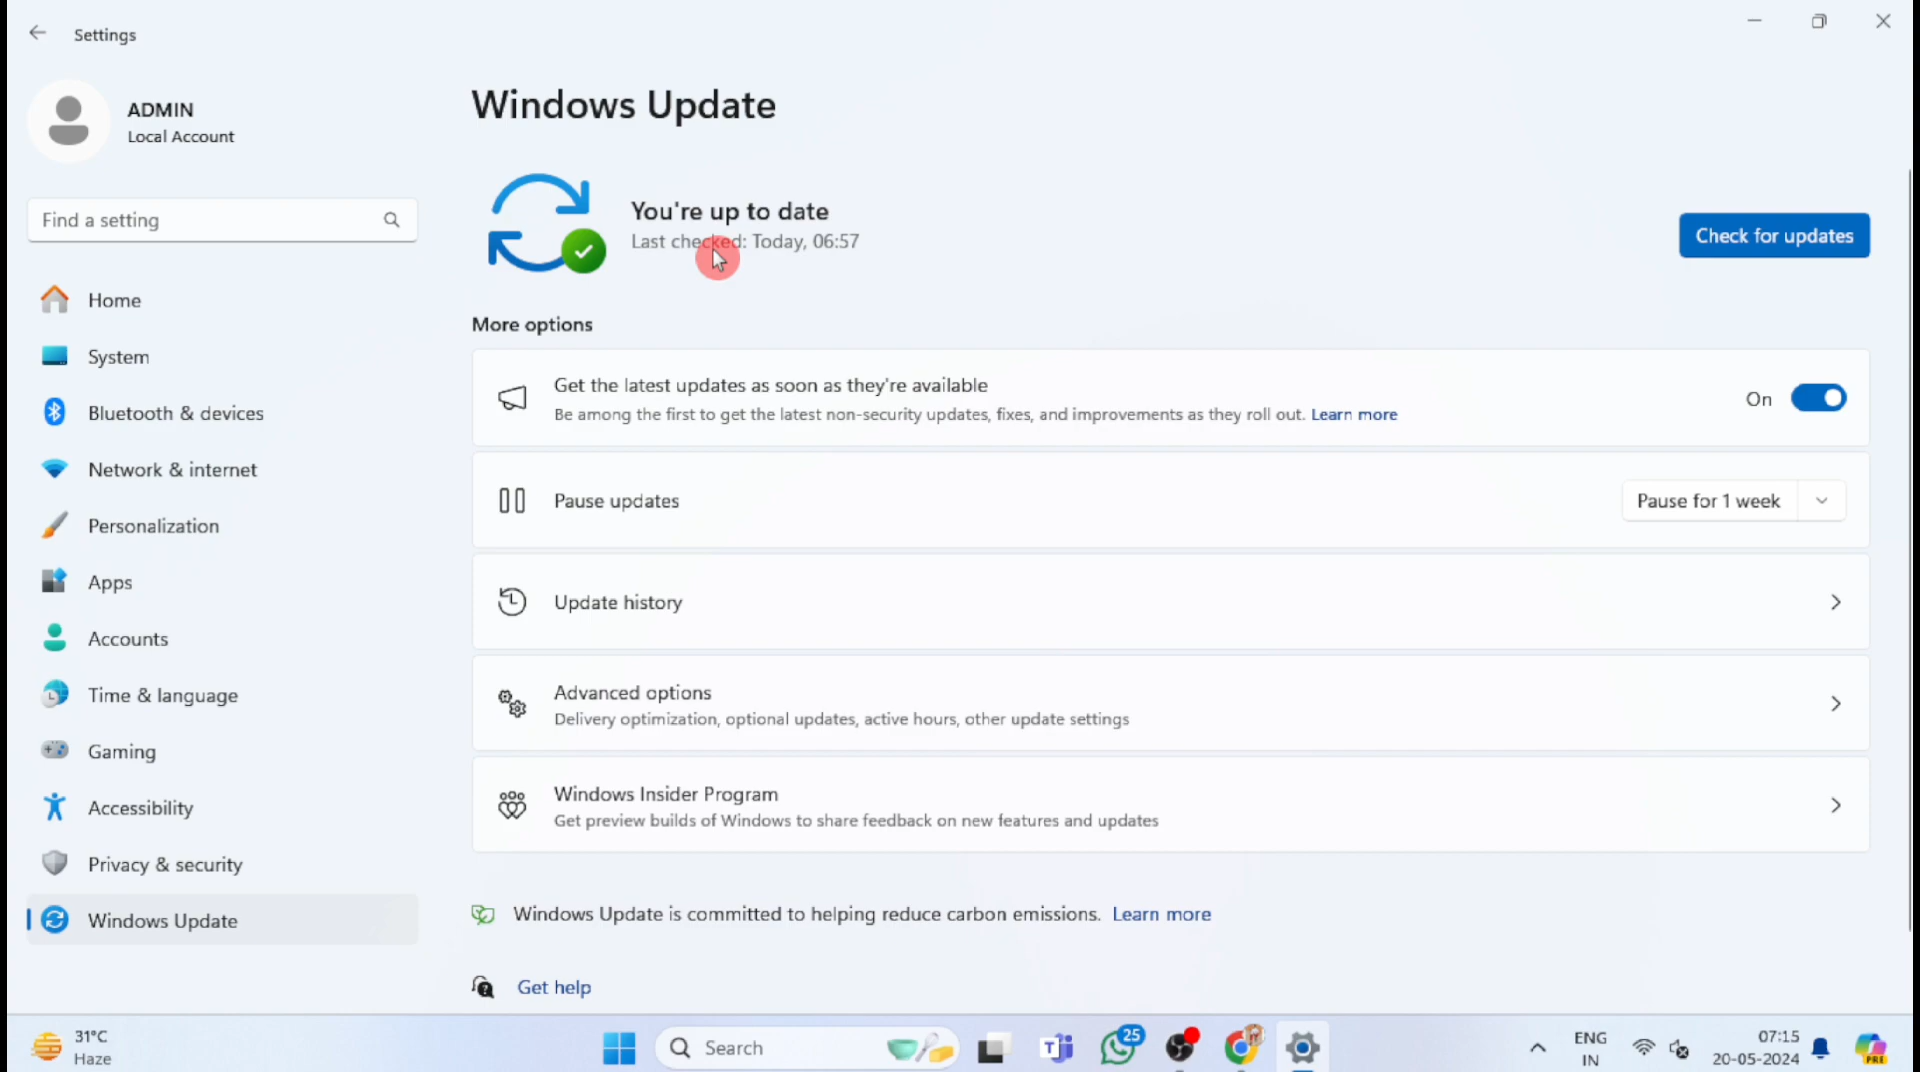 Settings
ADMIN
Local Account
Find a setting
Home
System
Bluetooth & devices
Network & internet
Personalization
Apps
Accounts
Time & language
Gaming
Accessibility
Privacy & security
Windows Update
Windows Update
You're up to date
Last checked: Today, 06:57
Check for updates
More options
Get the latest updates as soon as they're available
Be among the first to get the latest non-security updates, fixes, and improvements as they roll out. Learn more
On
Pause updates
Pause for 1 week
Update history
Advanced options
Delivery optimization, optional updates, active hours, other update settings
Windows Insider Program
Get preview builds of Windows to share feedback on new features and updates
Windows Update is committed to helping reduce carbon emissions. Learn more
Get help
31°C
Haze
Search
25
ENG
IN
07:15
20-05-2024
PRE